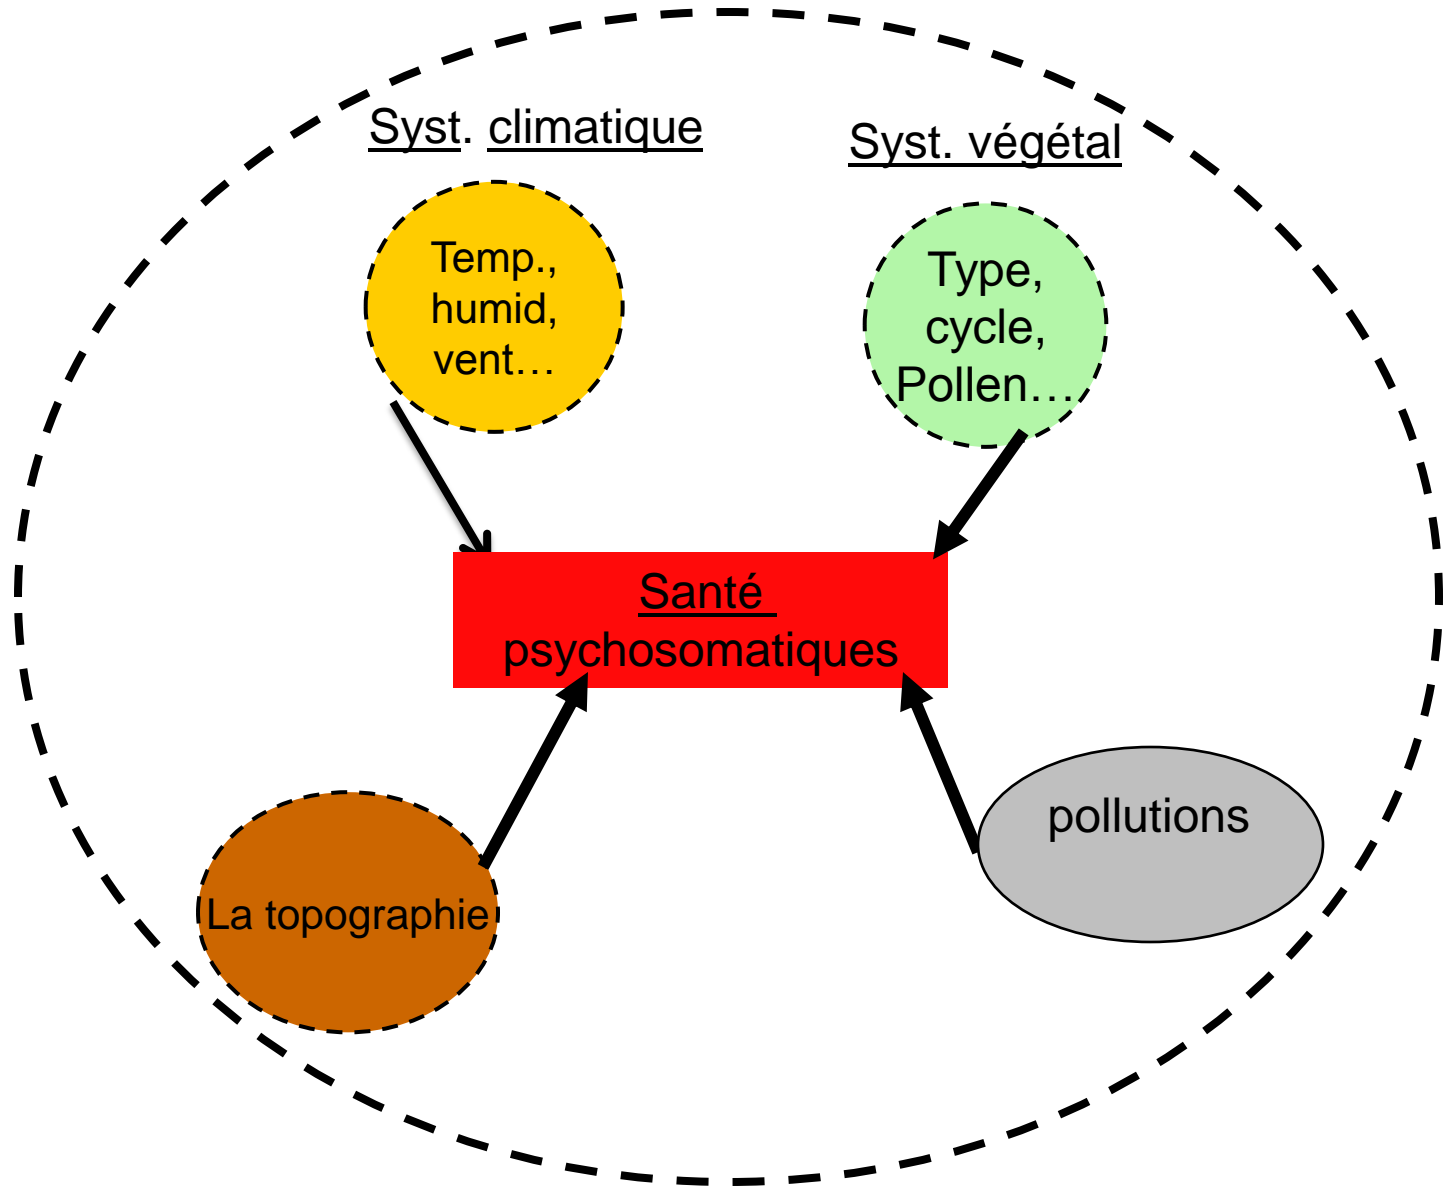 Syst. climatique
Syst. végétal
Temp.,
humid,
vent…
Type,
cycle,
Pollen…
Santé
psychosomatiques
La topographie
pollutions